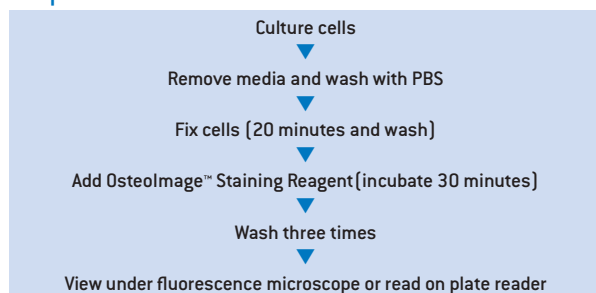 Culture cells
Remove media and wash with PBS
Fix cells (20 minutes and wash)
Add OsteoImage™ Staining Reagent (incubate 30 minutes)
Wash three times
View under fluorescence microscope or read on plate reader